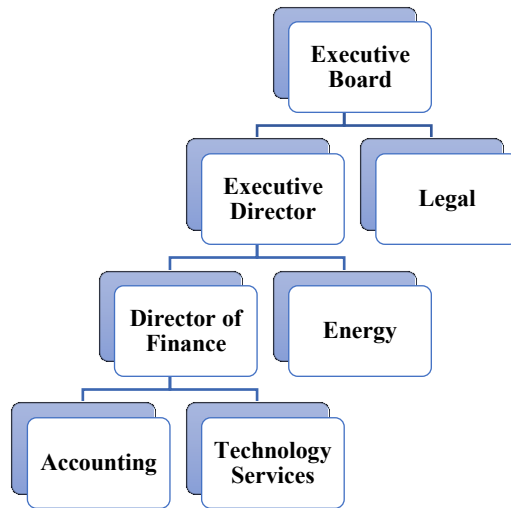 Executive
Board
Executive
Director
Legal
Director of
Finance
Energy
Accounting
Technology
Services